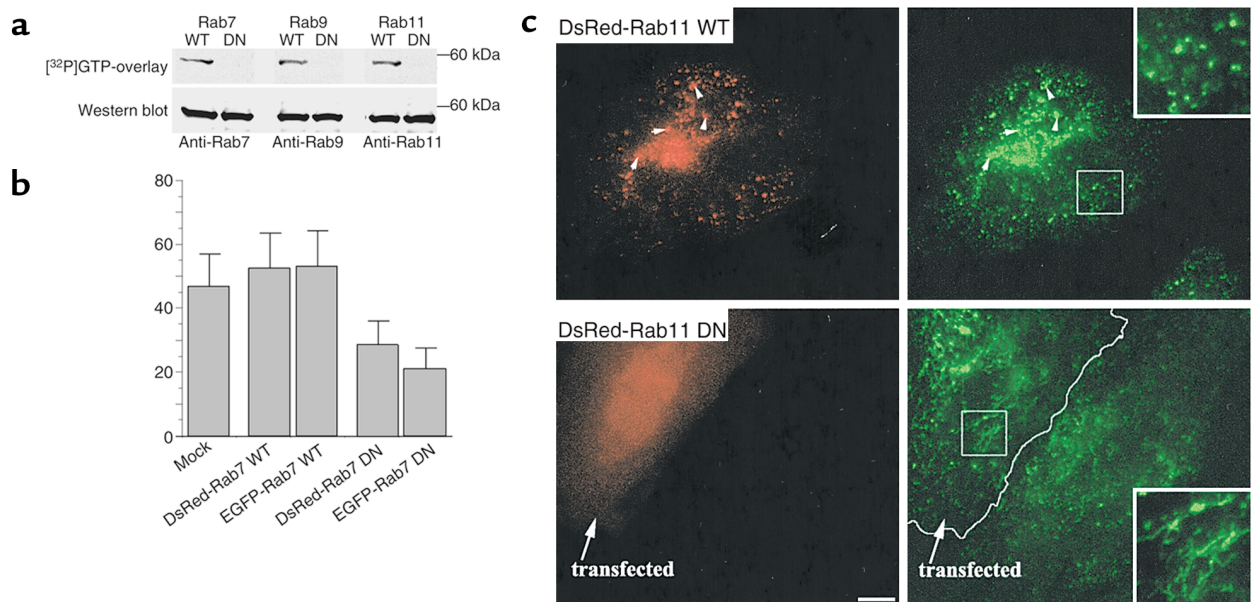 a
Rab7 Rab9 Rab11
WT DN WT DN WT DN
[³²P]GTP-overlay
60 kDa
Western blot
60 kDa
Anti-Rab7 Anti-Rab9 Anti-Rab11
b
80
60
40
20
0
Mock
DsRed-Rab7 WT
EGFP-Rab7 WT
DsRed-Rab7 DN
EGFP-Rab7 DN
c
DsRed-Rab11 WT
DsRed-Rab11 DN
transfected
transfected